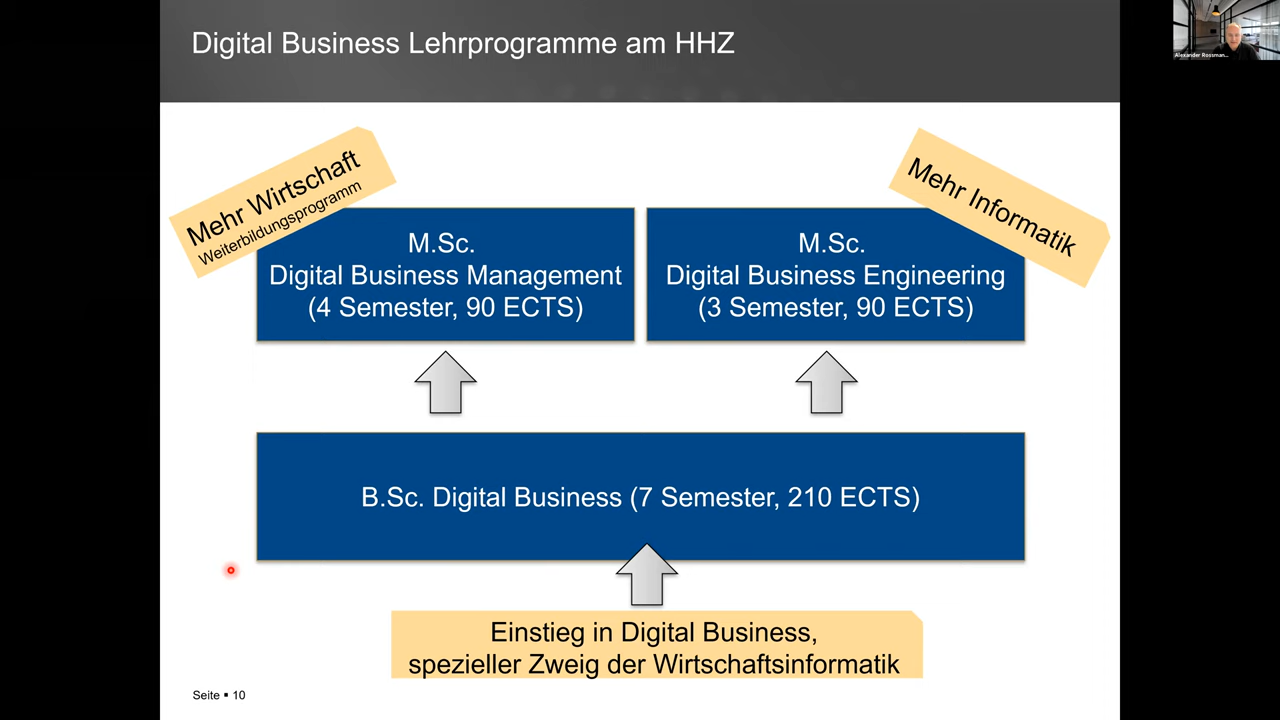 Digital Business Lehrprogramme am HHZ
Alexander Rossman...
Mehr Wirtschaft
Weiterbildungsprogramm
Mehr Informatik
M.Sc.
Digital Business Management
(4 Semester, 90 ECTS)
M.Sc.
Digital Business Engineering
(3 Semester, 90 ECTS)
B.Sc. Digital Business (7 Semester, 210 ECTS)
Einstieg in Digital Business,
spezieller Zweig der Wirtschaftsinformatik
Seite ▪ 10